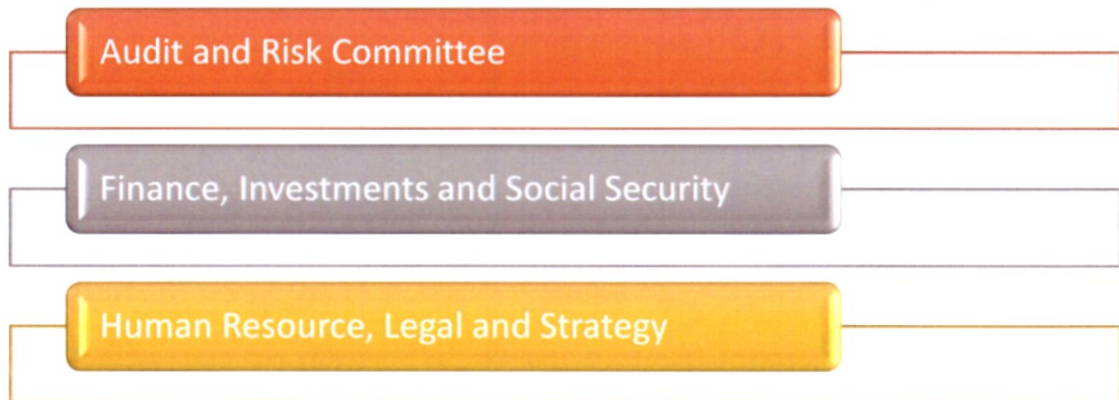 Audit and Risk Committee
Finance, Investments and Social Security
Human Resource, Legal and Strategy